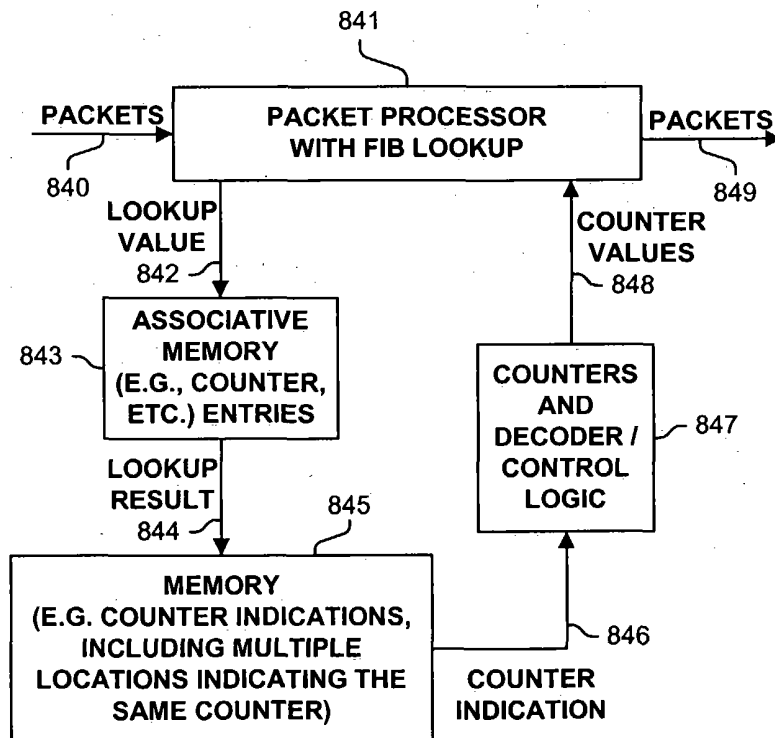 841
PACKETS
840
PACKET PROCESSOR
WITH FIB LOOKUP
PACKETS
849
LOOKUP
VALUE
842
COUNTER
VALUES
848
843
ASSOCIATIVE
MEMORY
(E.G., COUNTER,
ETC.) ENTRIES
COUNTERS
AND
DECODER /
CONTROL
LOGIC
847
LOOKUP
RESULT
844
845
MEMORY
(E.G. COUNTER INDICATIONS,
INCLUDING MULTIPLE
LOCATIONS INDICATING THE
SAME COUNTER)
846
COUNTER
INDICATION